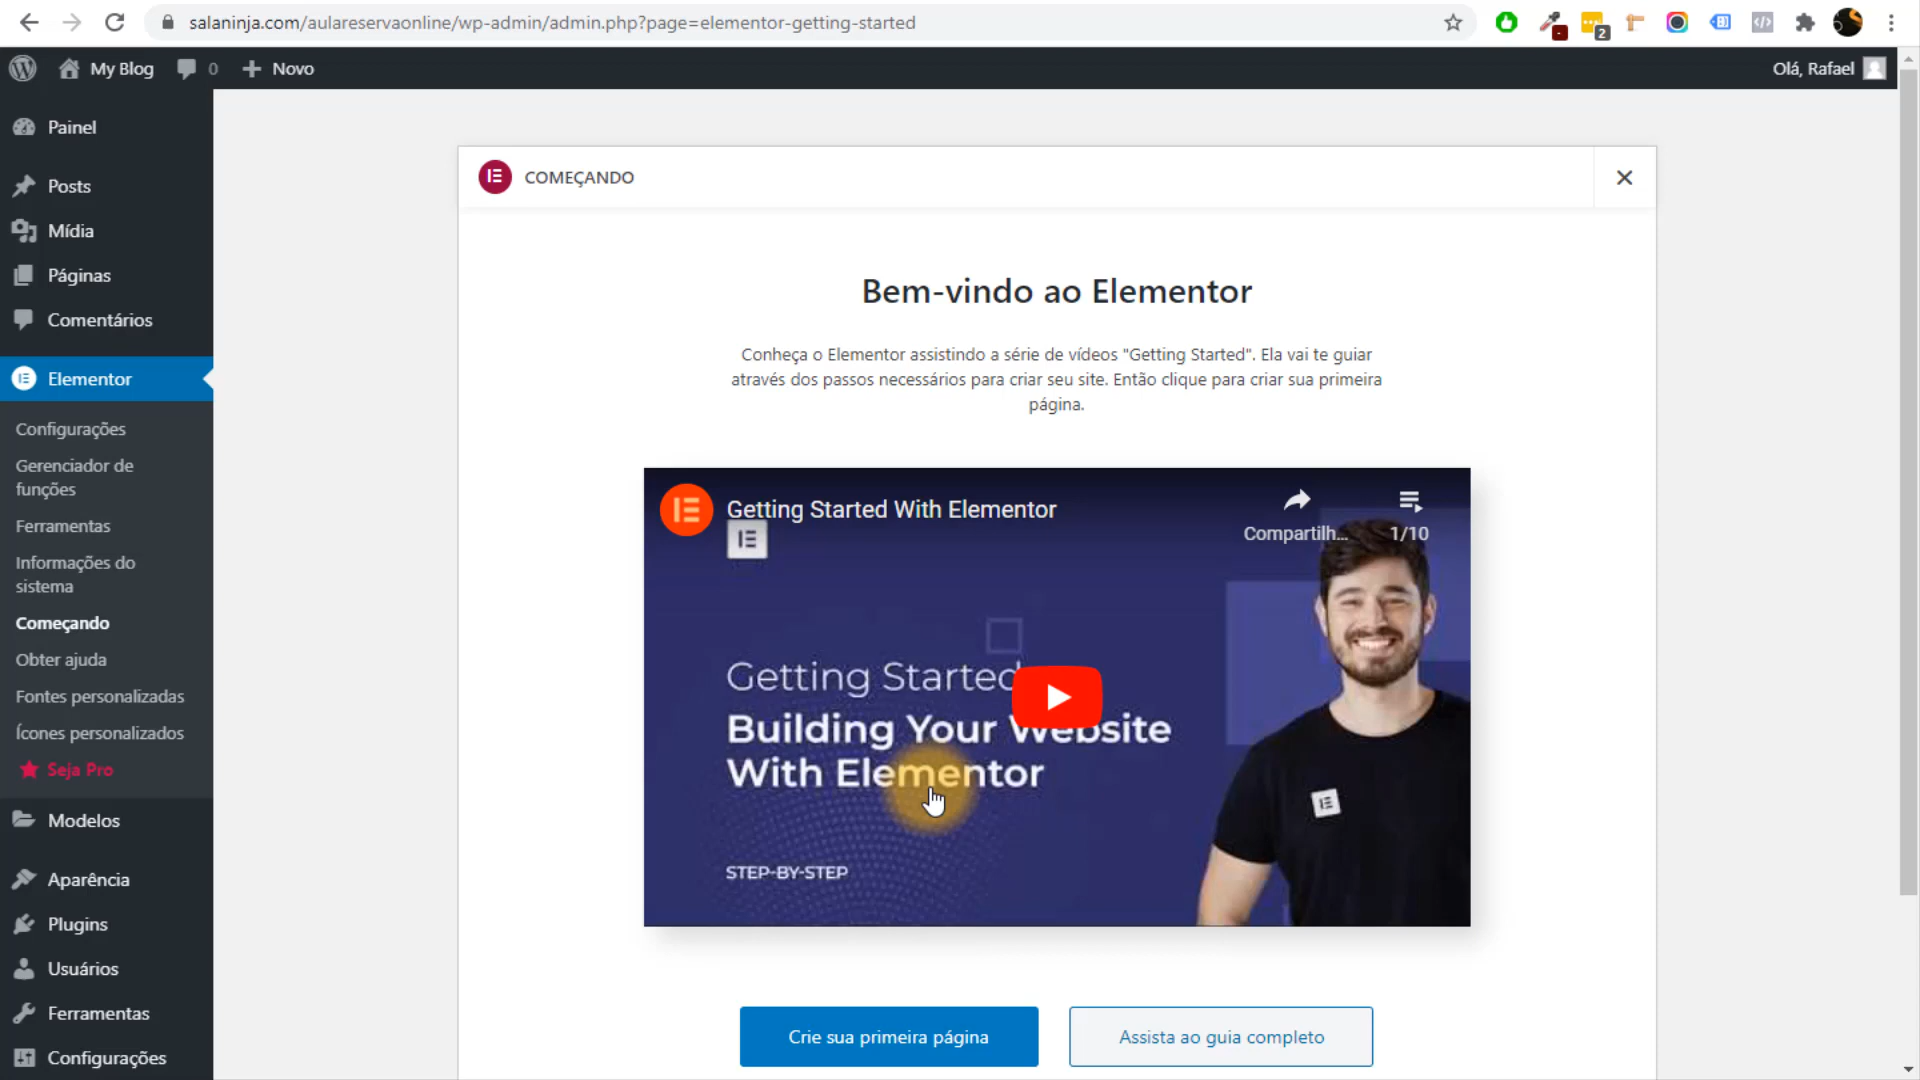 salaninja.com/aulareservaonline/wp-admin/admin.php?page=elementor-getting-started
2
My Blog
0
Novo
Olá, Rafael
Painel
Posts
Mídia
Páginas
Comentários
Elementor
Configurações
Gerenciador de
funções
Ferramentas
Informações do
sistema
Começando
Obter ajuda
Fontes personalizadas
Ícones personalizados
Seja Pro
Modelos
Aparência
Plugins
Usuários
Ferramentas
Configurações
COMEÇANDO
Bem-vindo ao Elementor
Conheça o Elementor assistindo a série de vídeos "Getting Started". Ela vai te guiar
através dos passos necessários para criar seu site. Então clique para criar sua primeira
página.
Getting Started With Elementor
Compartilh...
1/10
Getting Started
Building Your Website
With Elementor
STEP-BY-STEP
Crie sua primeira página
Assista ao guia completo